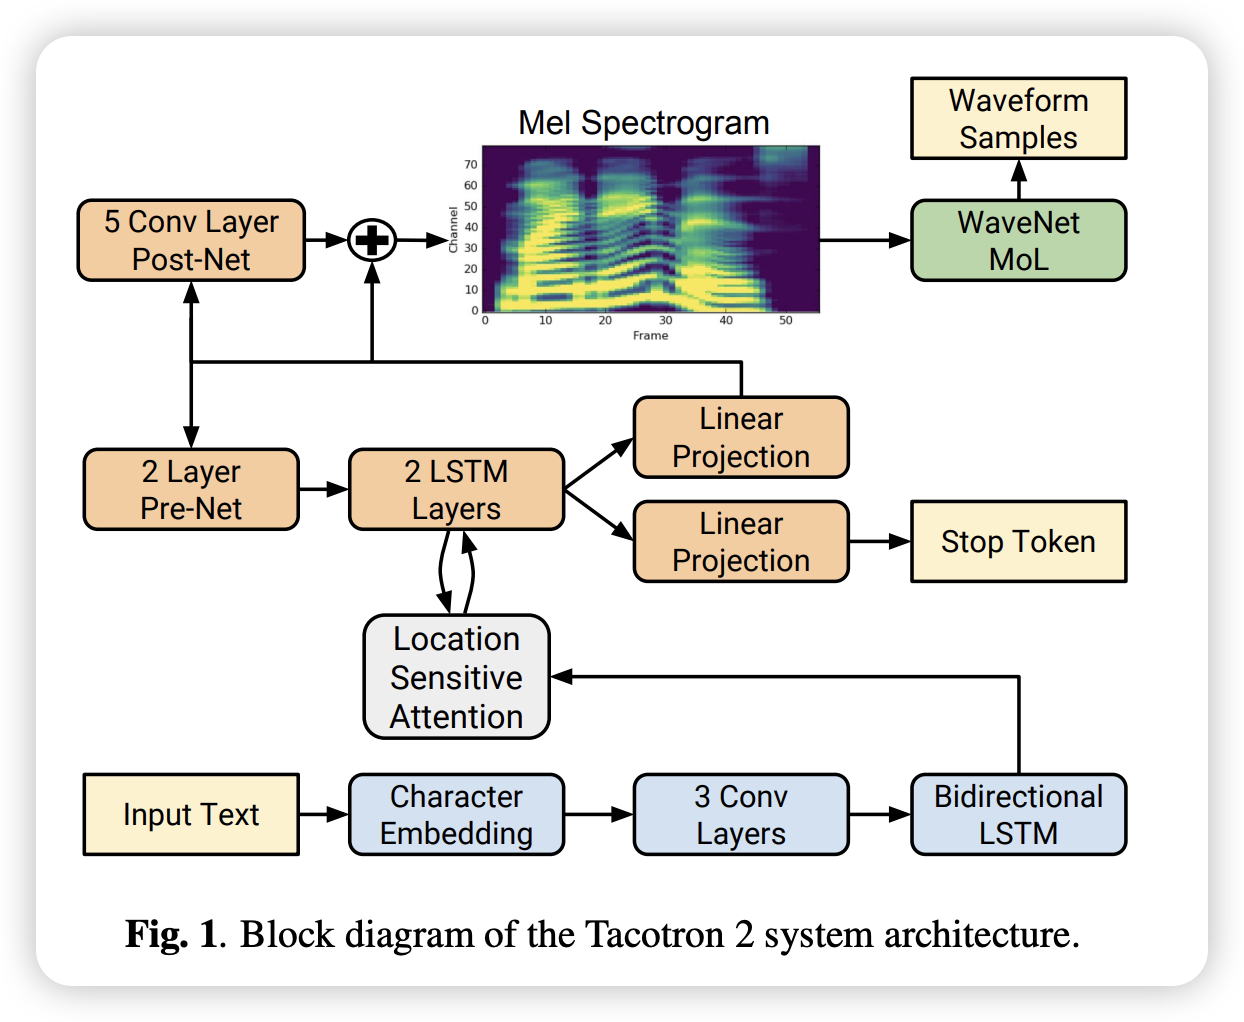 Mel Spectrogram
Waveform
Samples
5 Conv Layer
Post-Net
Channel
70
60
50
40
30
20
10
0
0 10 20 30 40 50
Frame
WaveNet
MoL
2 Layer
Pre-Net
2 LSTM
Layers
Linear
Projection
Linear
Projection
Stop Token
Location
Sensitive
Attention
Input Text
Character
Embedding
3 Conv
Layers
Bidirectional
LSTM
Fig. 1. Block diagram of the Tacotron 2 system architecture.